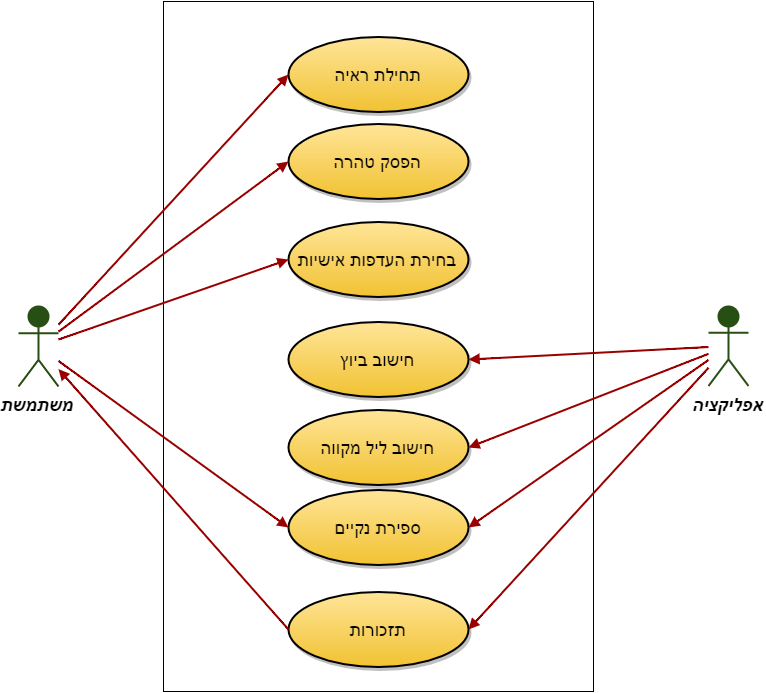 תחילת ראיה
הפסק טהרה
בחירת העדפות אישיות
חישוב ביוץ
חישוב ליל מקווה
ספירת נקיים
תזכורות
משתמשת
אפליקציה